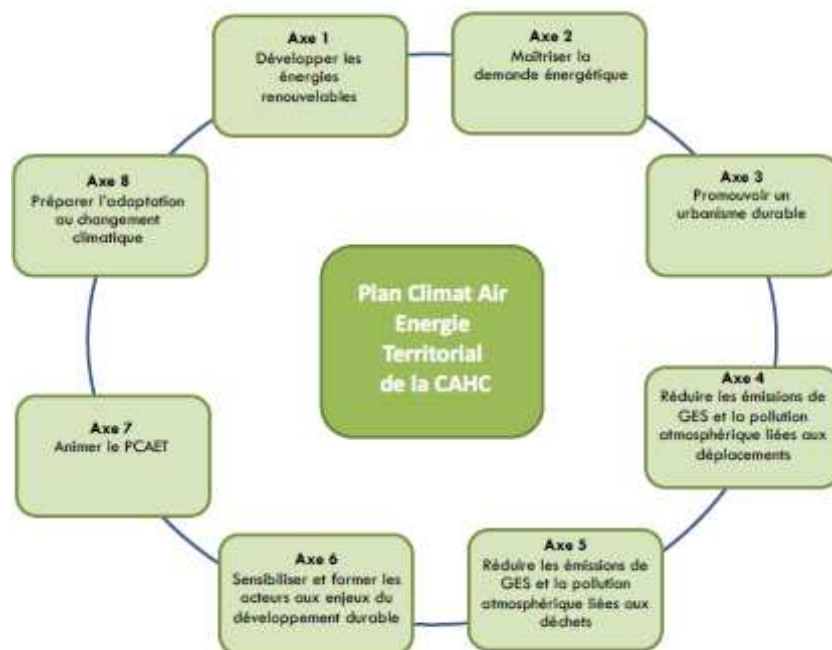 Axe 1
Développer les
énergies
renouvelables
Axe 2
Maîtriser la
demande énergétique
Axe 3
Promouvoir un
urbanisme durable
Axe 4
Réduire les émissions de
GES et la pollution
atmosphérique liées aux
déplacements
Axe 5
Réduire les émissions de
GES et la pollution
atmosphérique liées aux
déchets
Axe 6
Sensibiliser et former les
acteurs aux enjeux du
développement durable
Axe 7
Animer le PCAET
Axe 8
Préparer l'adaptation
au changement
climatique
Plan Climat Air
Energie
Territorial
de la CAHC